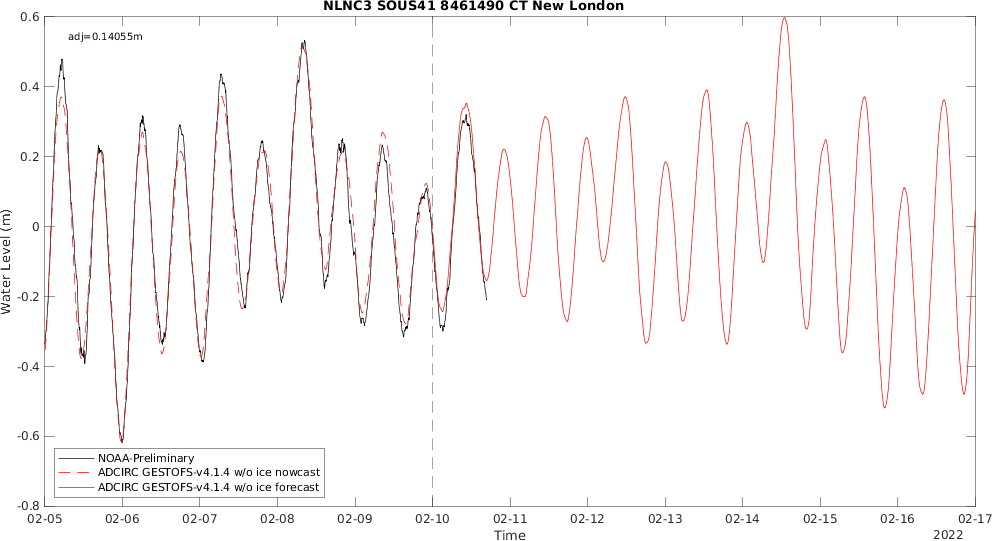 NLNC3 SOUS41 8461490 CT New London
adj=0.14055m
Water Level (m)
0.6
0.4
0.2
0
-0.2
-0.4
-0.6
-0.8
NOAA-Preliminary
ADCIRC GESTOFS-v4.1.4 w/o ice nowcast
ADCIRC GESTOFS-v4.1.4 w/o ice forecast
02-05 02-06 02-07 02-08 02-09 02-10 02-11 02-12 02-13 02-14 02-15 02-16 02-17
Time
2022